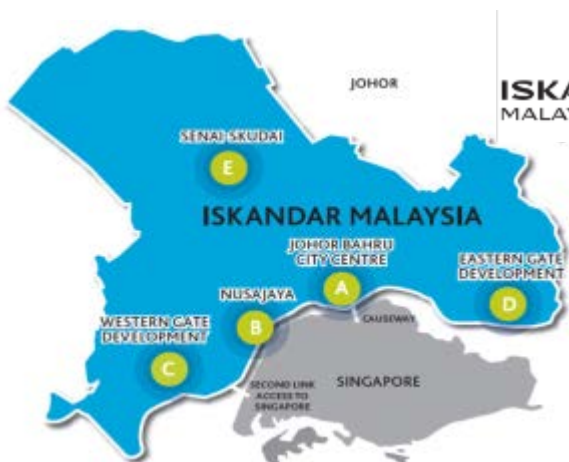 JOHOR
ISKA
MALAY
SENAI-SKUDAI
E
ISKANDAR MALAYSIA
JOHOR BAHRU
CITY CENTRE
A
EASTERN GATE
DEVELOPMENT
D
NUSAJAYA
B
CAUSEWAY
WESTERN GATE
DEVELOPMENT
C
SECOND LINK
ACCESS TO
SINGAPORE
SINGAPORE